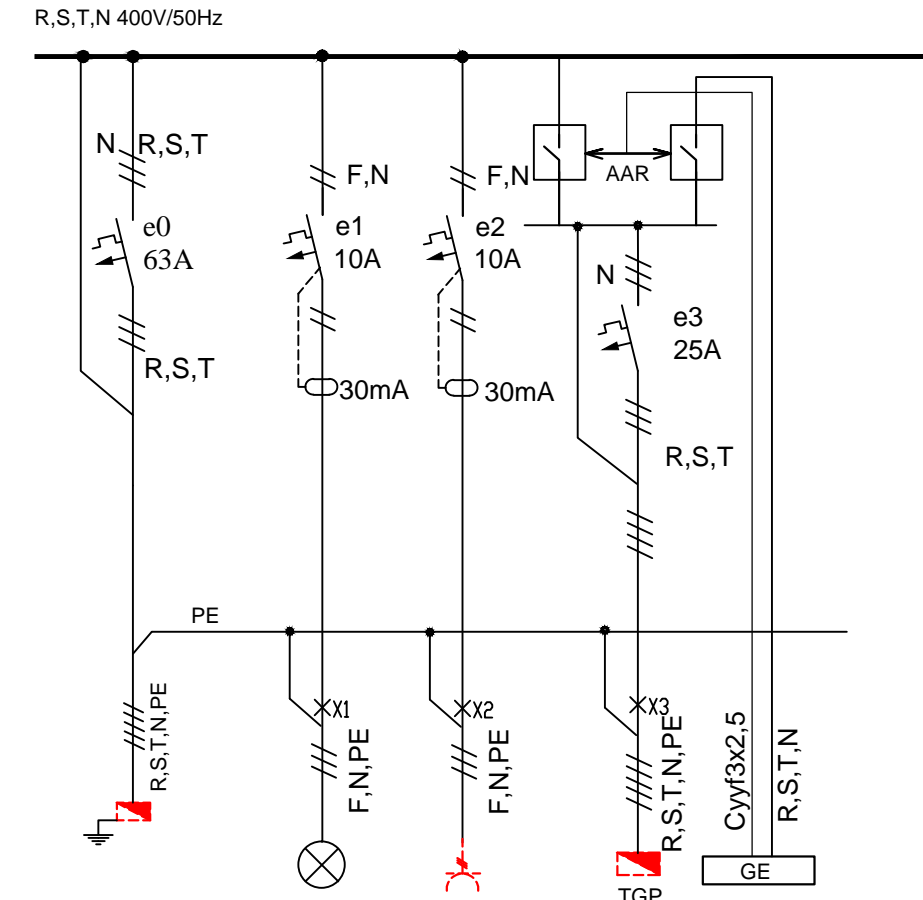 R,S,T,N 400V/50Hz
N R,S,T
e0
63A
R,S,T
F,N
e1
10A
30mA
F,N
e2
10A
30mA
AAR
N
e3
25A
R,S,T
PE
R,S,T,N,PE
X1
F,N,PE
X2
F,N,PE
X3
R,S,T,N,PE
Cyyf3x2,5
R,S,T,N
TGP
GE